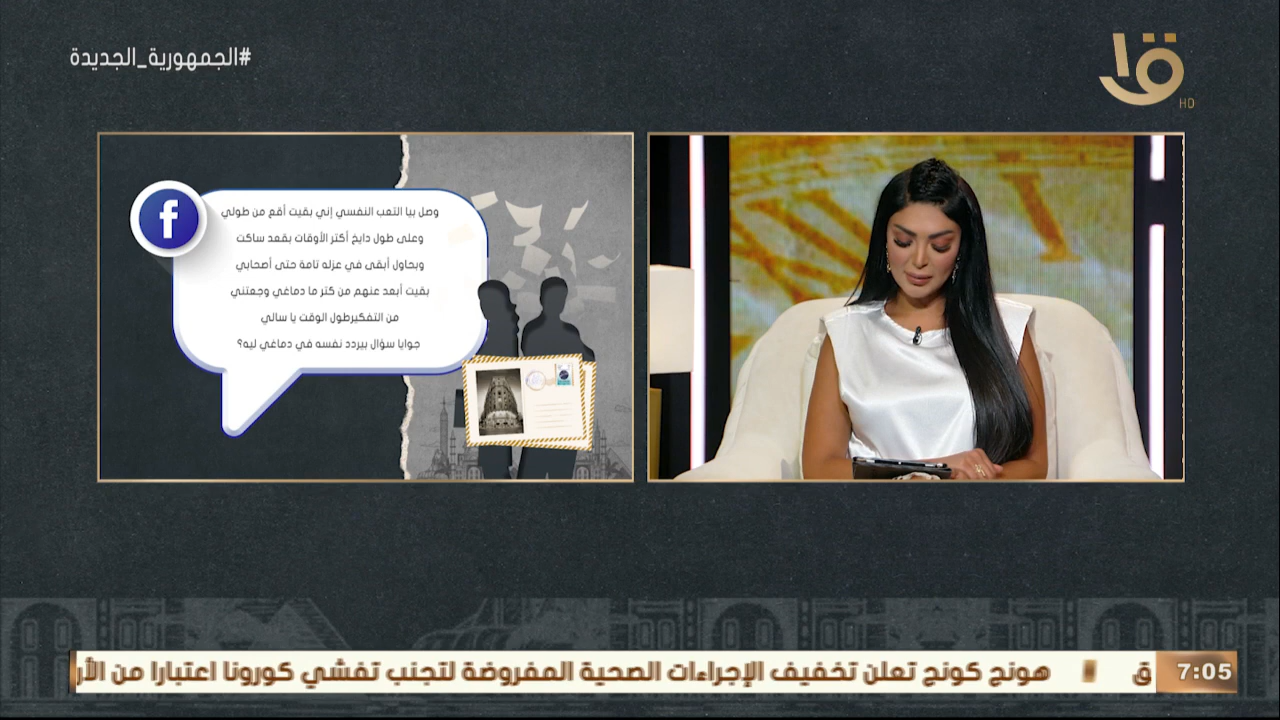 #الجمهورية_الجديدة
HD
f
وصل بيا التعب النفسي إني بقيت أقع من طولي
وعلى طول دايخ أكتر الأوقات بقعد ساكت
وبحاول أبقى في عزله تامة حتى أصحابي
بقيت أبعد عنهم من كتر ما دماغي وجعتني
من التفكيرطول الوقت يا سالي
جوايا سؤال بيردد نفسه في دماغي ليه؟
7:05
ق
هونج كونج تعلن تخفيف الإجراءات الصحية المفروضة لتجنب تفشي كورونا اعتبارا من الأر